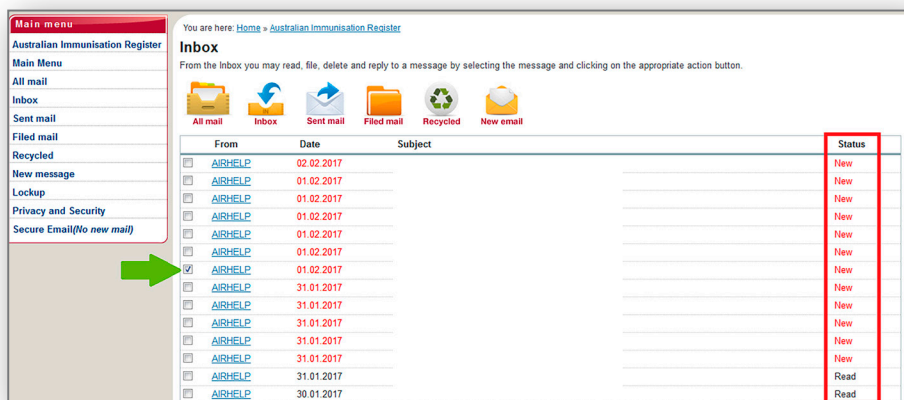 Main menu
Australian Immunisation Register
Main Menu
All mail
Inbox
Sent mail
Filed mail
Recycled
New message
Lockup
Privacy and Security
Secure Email(No new mail)
You are here: Home » Australian Immunisation Register
Inbox
From the Inbox you may read, file, delete and reply to a message by selecting the message and clicking on the appropriate action button.
All mail Inbox Sent mail Filed mail Recycled New email
From Date Subject Status
AIRHELP 02.02.2017 New
AIRHELP 01.02.2017 New
AIRHELP 01.02.2017 New
AIRHELP 01.02.2017 New
AIRHELP 01.02.2017 New
AIRHELP 01.02.2017 New
AIRHELP 01.02.2017 New
AIRHELP 31.01.2017 New
AIRHELP 31.01.2017 New
AIRHELP 31.01.2017 New
AIRHELP 31.01.2017 New
AIRHELP 31.01.2017 New
AIRHELP 31.01.2017 Read
AIRHELP 30.01.2017 Read